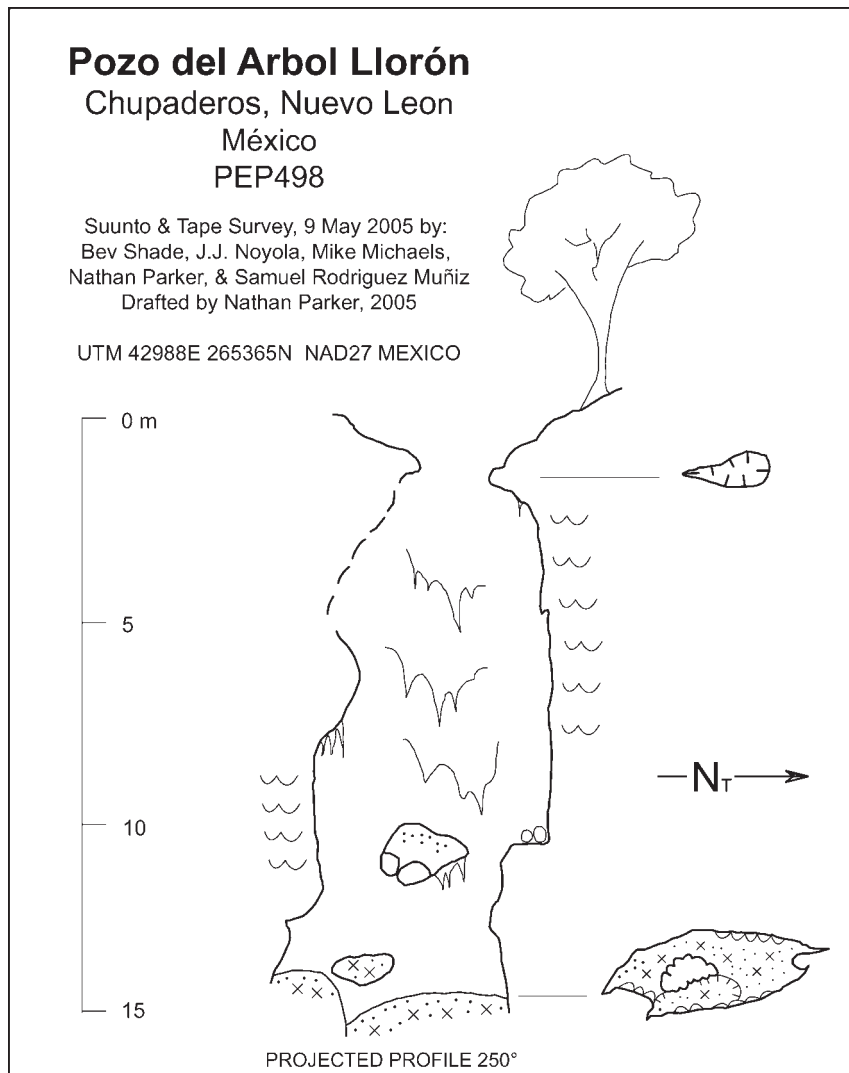 Pozo del Arbol Llorón
Chupaderos, Nuevo Leon
México
PEP498
Suunto & Tape Survey, 9 May 2005 by:
Bev Shade, J.J. Noyola, Mike Michaels,
Nathan Parker, & Samuel Rodriguez Muñiz
Drafted by Nathan Parker, 2005
UTM 42988E 265365N NAD27 MEXICO
0 m
5
N T
10
15
PROJECTED PROFILE 250°